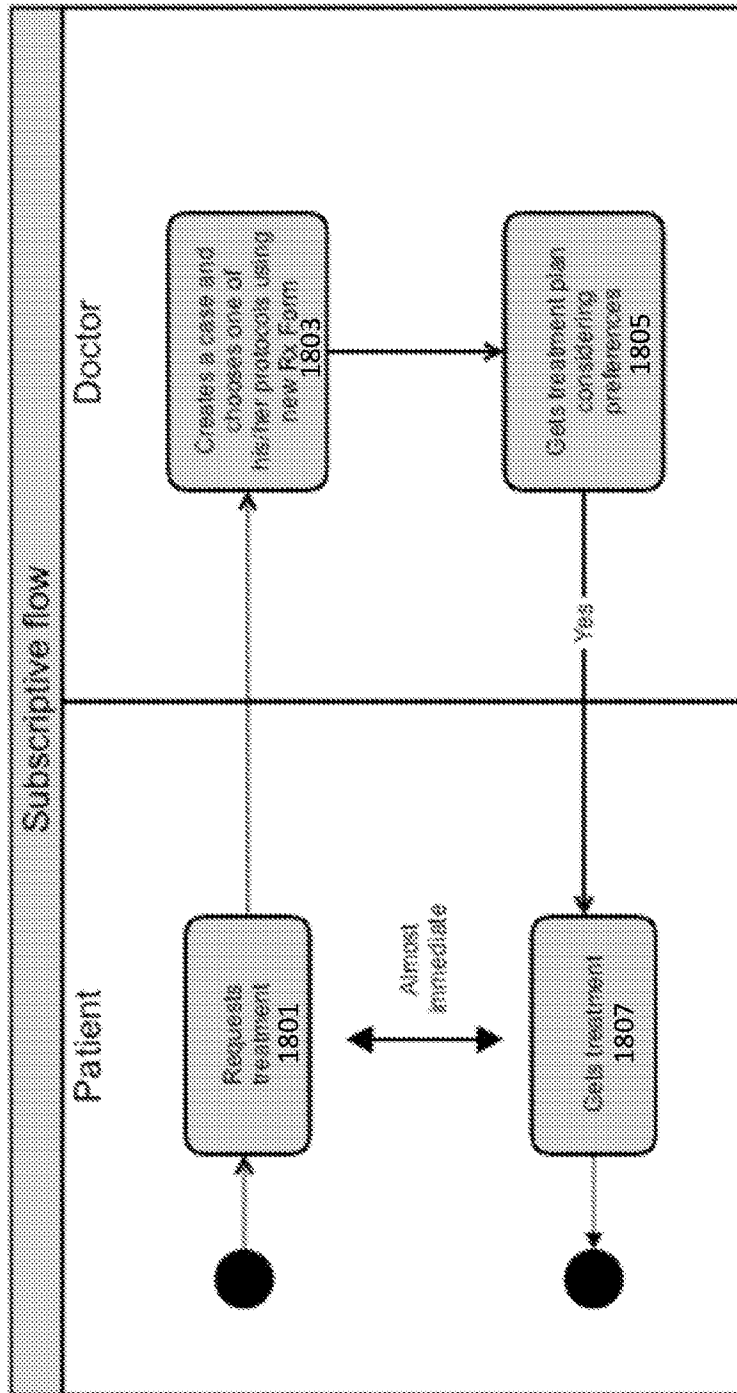 Subscriptive flow
Patient
Doctor
Requests
treatment
1801
Creates a case and
chooses one of
his/her protocols using
new Rx Form
1803
Almost
immediate
Gets treatment
1807
Yes
Gets treatment plan
considering
preferences
1805